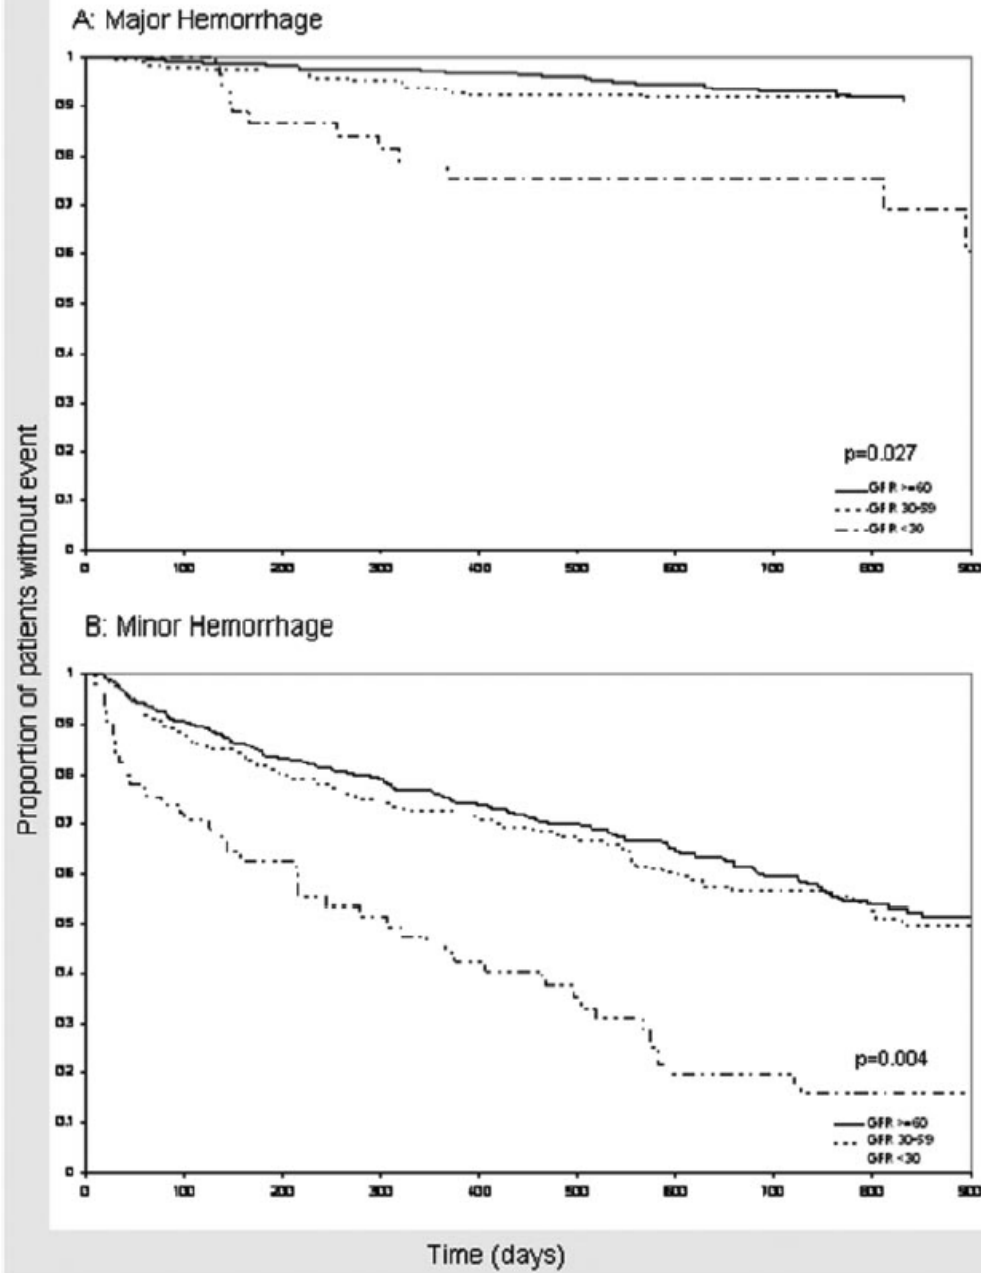 A: Major Hemorrhage
1
0.9
0.8
0.7
0.6
0.5
0.4
0.3
0.2
0.1
0
p=0.027
GFR >=60
GFR 30-59
GFR <30
0 100 200 300 400 500 600 700 800 900
Proportion of patients without event
B: Minor Hemorrhage
1
0.9
0.8
0.7
0.6
0.5
0.4
0.3
0.2
0.1
0
p=0.004
GFR >=60
GFR 30-59
GFR <30
0 100 200 300 400 500 600 700 800 900
Time (days)